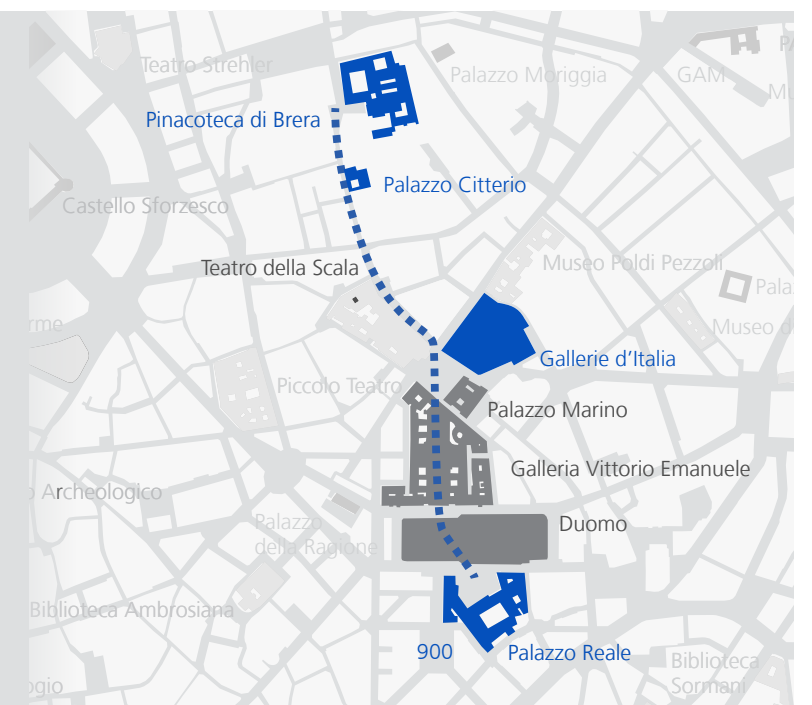 Teatro Strehler
Palazzo Moriggia
GAM
Pinacoteca di Brera
Palazzo Citterio
Castello Sforzesco
Teatro della Scala
Museo Poldi Pezzoli
Gallerie d’Italia
Piccolo Teatro
Palazzo Marino
Galleria Vittorio Emanuele
Archeologico
Palazzo
della Ragione
Duomo
Biblioteca Ambrosiana
900
Palazzo Reale
Biblioteca
Sormani